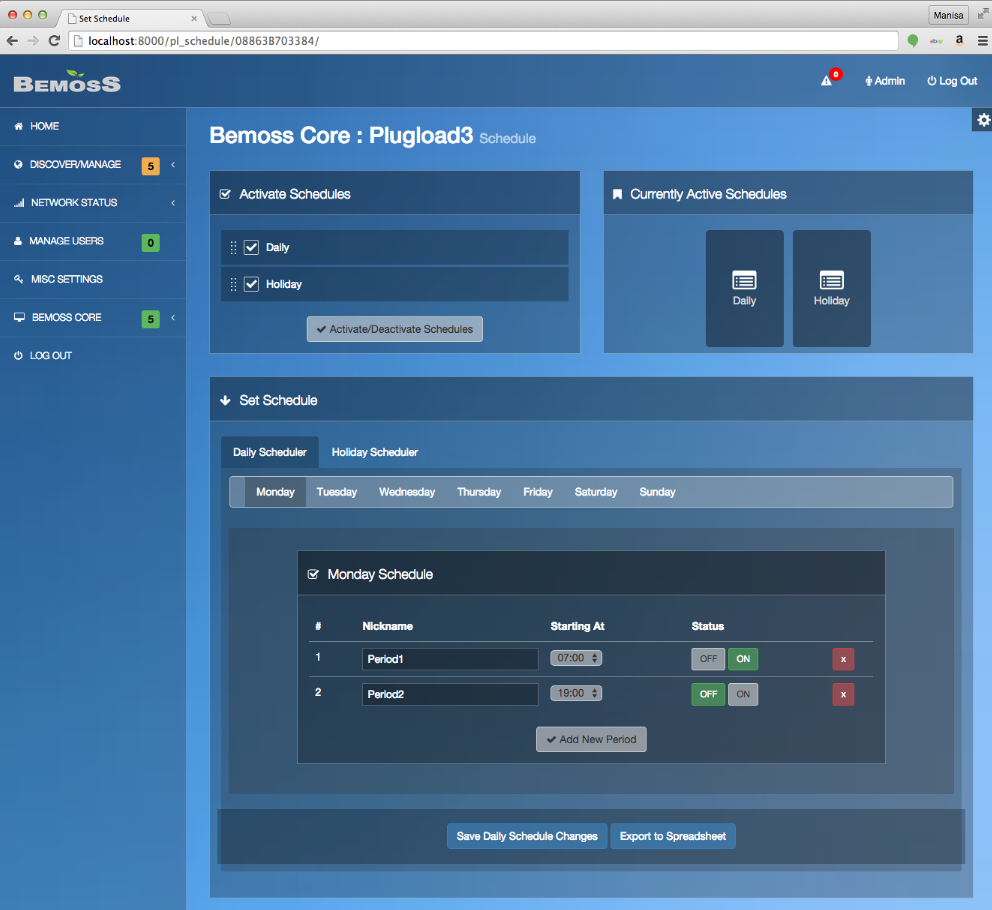 Set Schedule
Manisa
localhost:8000/pl_schedule/08863B703384/
ebay
a
BEMOSS
0
Admin
Log Out
HOME
DISCOVER/MANAGE 5
NETWORK STATUS
MANAGE USERS 0
MISC SETTINGS
BEMOSS CORE 5
LOG OUT
Bemoss Core : Plugload3 Schedule
Activate Schedules
Daily
Holiday
Activate/Deactivate Schedules
Currently Active Schedules
Daily Holiday
Set Schedule
Daily Scheduler Holiday Scheduler
Monday Tuesday Wednesday Thursday Friday Saturday Sunday
Monday Schedule
# Nickname Starting At Status
1 Period1 07:00 OFF ON x
2 Period2 19:00 OFF ON x
Add New Period
Save Daily Schedule Changes Export to Spreadsheet